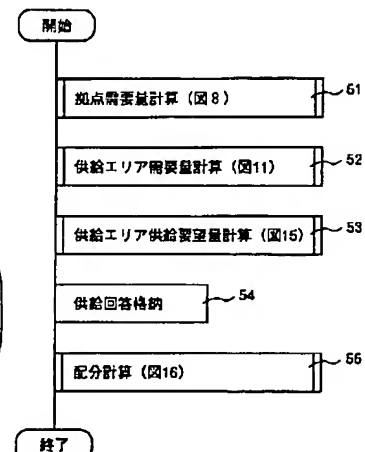 開始
拠点需要量計算（図8） 51
供給エリア需要量計算（図11） 52
供給エリア供給要望量計算（図15） 53
供給回答格納 54
配分計算（図16） 55
終了